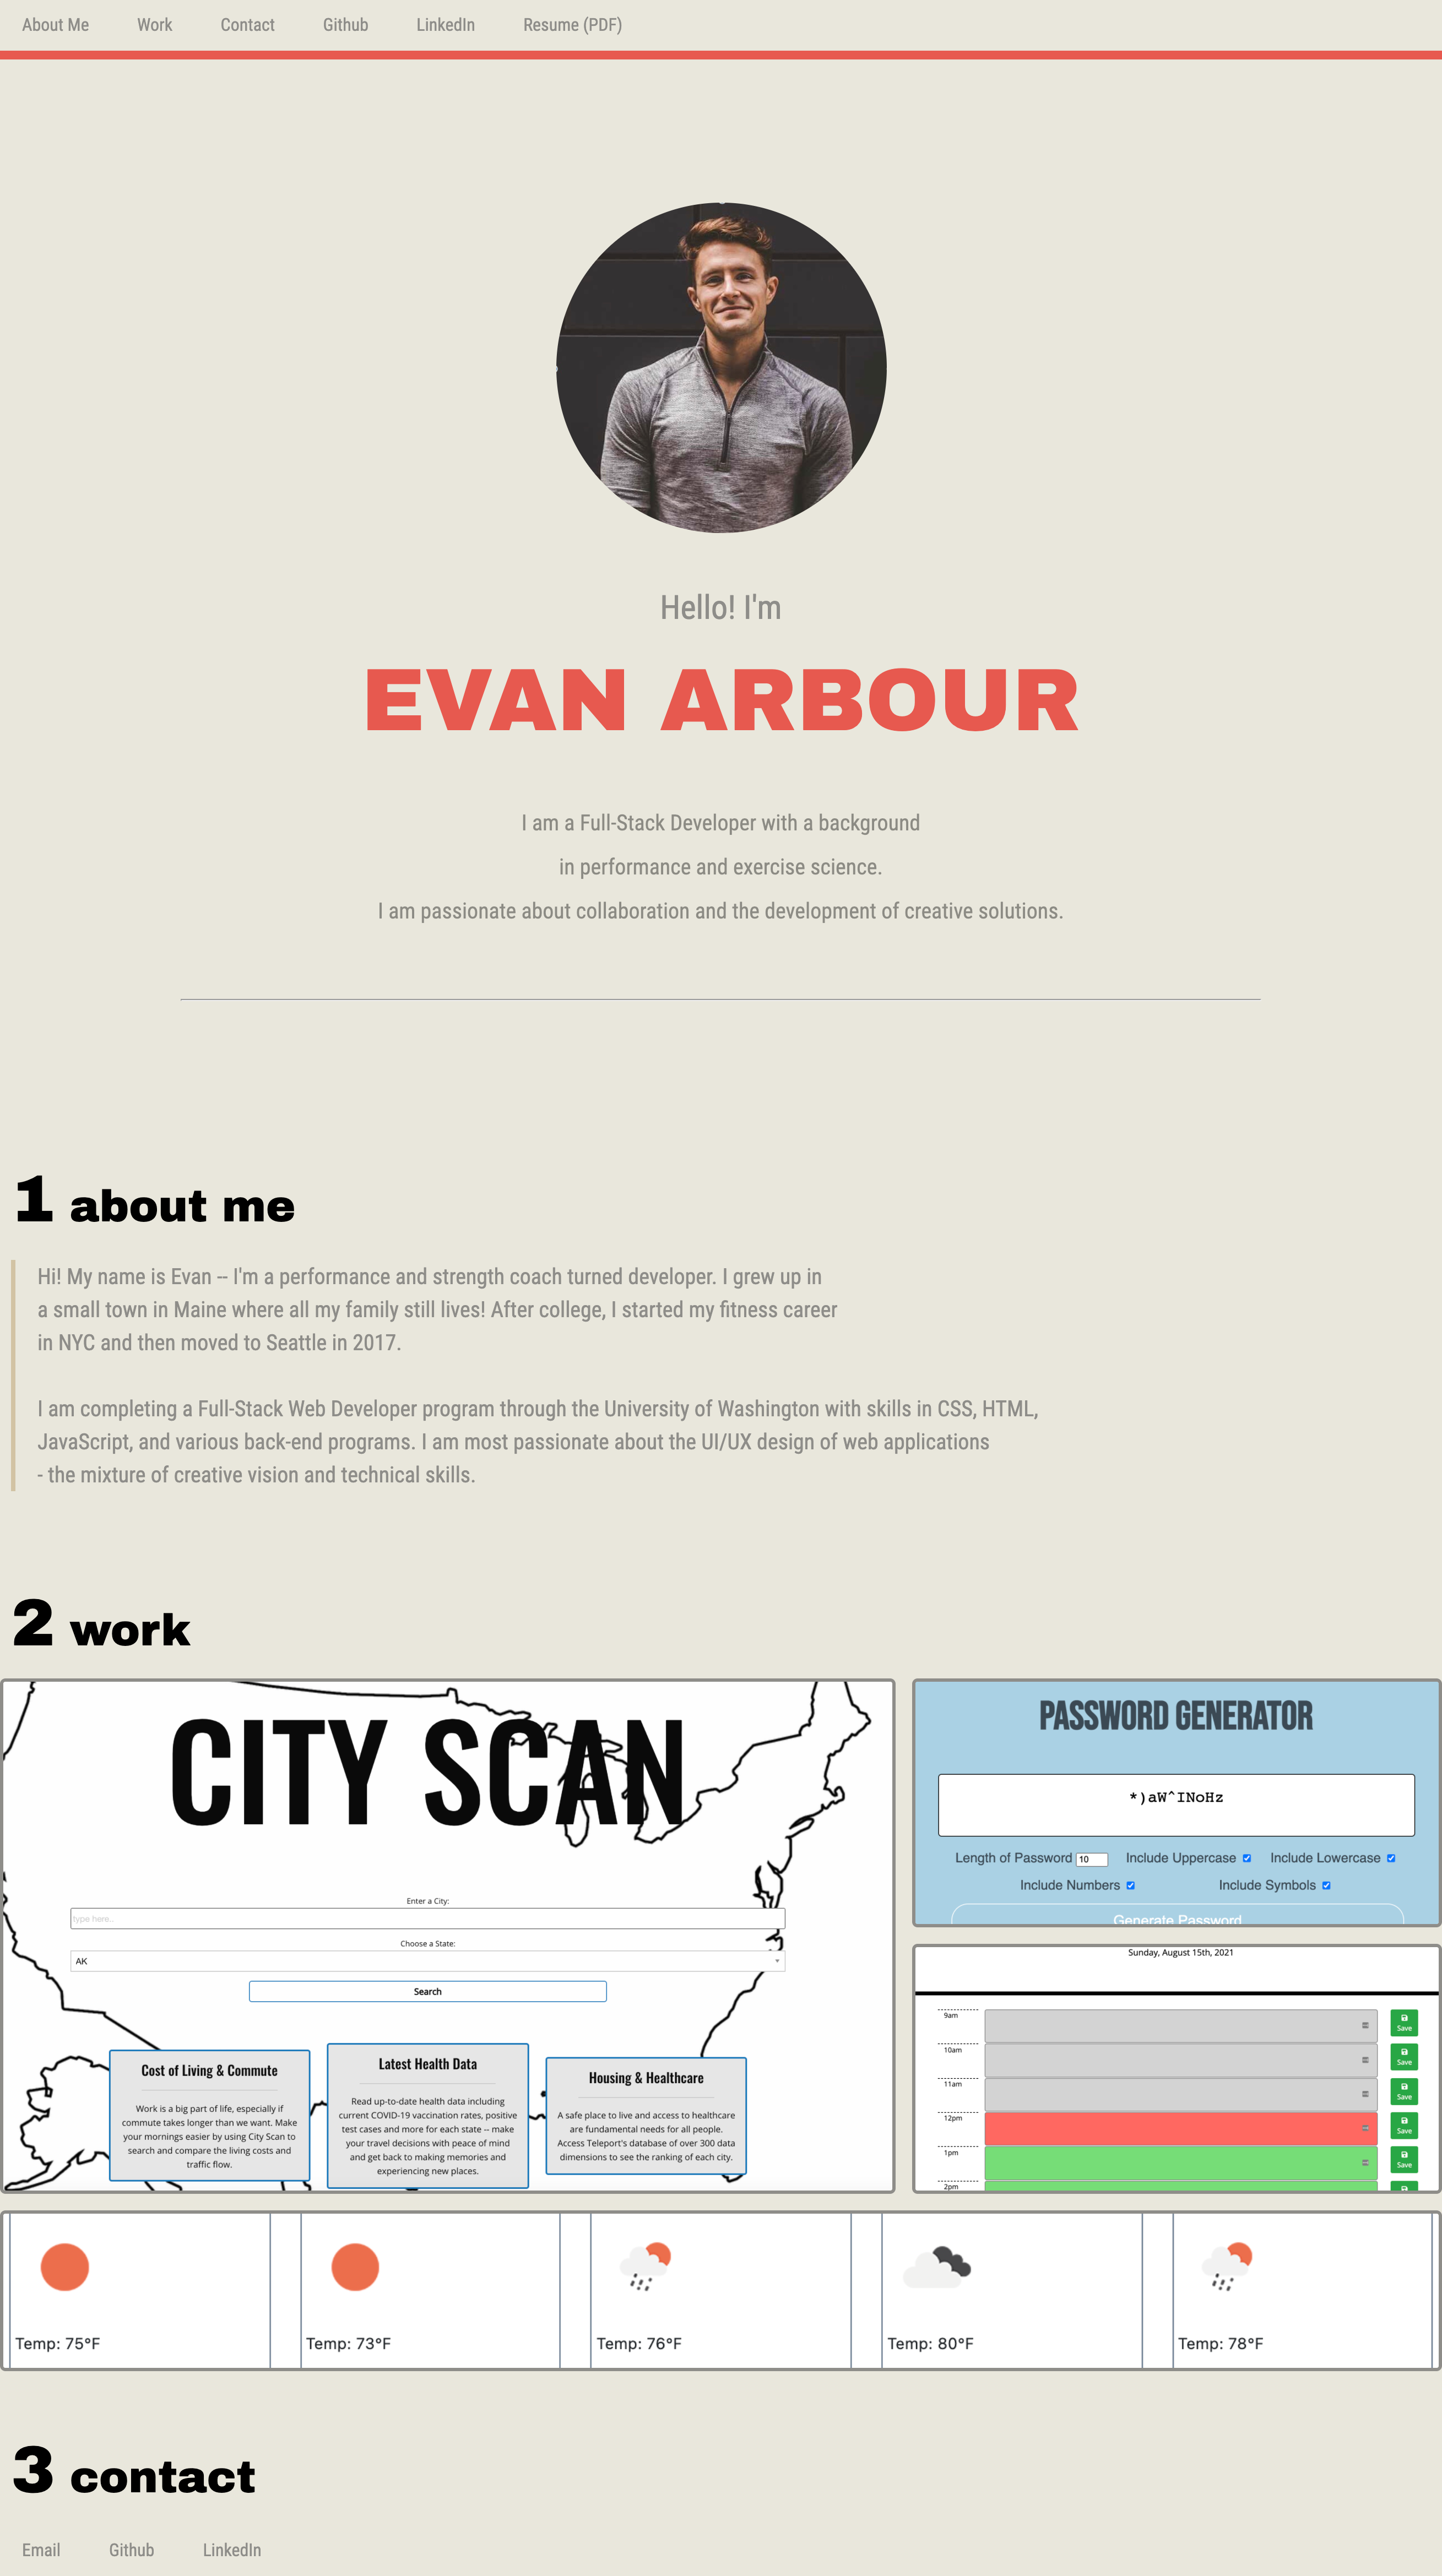 About Me Work Contact Github LinkedIn Resume (PDF)
Hello! I'm
EVAN ARBOUR
I am a Full-Stack Developer with a background
in performance and exercise science.
I am passionate about collaboration and the development of creative solutions.
1 about me
Hi! My name is Evan -- I'm a performance and strength coach turned developer. I grew up in
a small town in Maine where all my family still lives! After college, I started my fitness career
in NYC and then moved to Seattle in 2017.
I am completing a Full-Stack Web Developer program through the University of Washington with skills in CSS, HTML,
JavaScript, and various back-end programs. I am most passionate about the UI/UX design of web applications
- the mixture of creative vision and technical skills.
2 work
CITY SCAN
Enter a City:
type here..
Choose a State:
AK
Search
Cost of Living & Commute
Work is a big part of life, especially if
commute takes longer than we want. Make
your mornings easier by using City Scan to
search and compare the living costs and
traffic flow.
Latest Health Data
Read up-to-date health data including
current COVID-19 vaccination rates, positive
test cases and more for each state -- make
your travel decisions with peace of mind
and get back to making memories and
experiencing new places.
Housing & Healthcare
A safe place to live and access to healthcare
are fundamental needs for all people.
Access Teleport's database of over 300 data
dimensions to see the ranking of each city.
PASSWORD GENERATOR
*)aW^INoHz
Length of Password 10 Include Uppercase Include Lowercase
Include Numbers Include Symbols
Generate Password
Sunday, August 15th, 2021
9am Save
10am Save
11am Save
12pm Save
1pm Save
2pm
Temp: 75°F Temp: 73°F Temp: 76°F Temp: 80°F Temp: 78°F
3 contact
Email Github LinkedIn